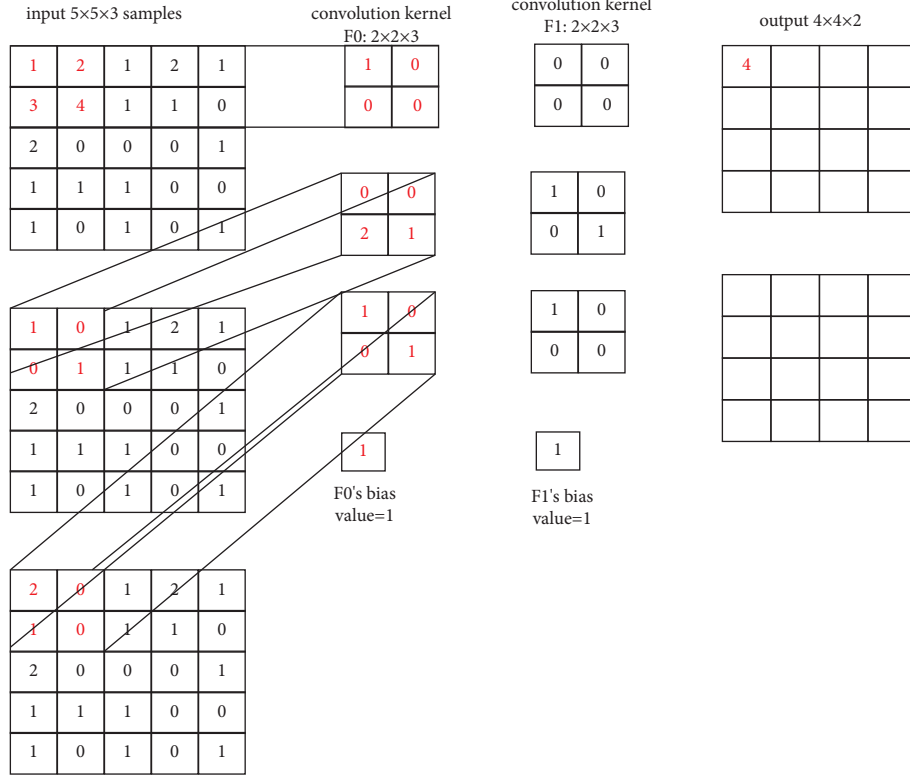 input 5×5×3 samples
convolution kernel
F0: 2×2×3
convolution kernel
F1: 2×2×3
output 4×4×2
1 2 1 2 1
3 4 1 1 0
2 0 0 0 1
1 1 1 0 0
1 0 1 0 1
1 0
0 0
0 0
0 0
4
0 0
2 1
1 0
0 1
1 0 1 2 1
0 1 1 1 0
2 0 0 0 1
1 1 1 0 0
1 0 1 0 1
1 0
0 1
1 0
0 0
1
F0's bias
value=1
1
F1's bias
value=1
2 0 1 2 1
1 0 1 1 0
2 0 0 0 1
1 1 1 0 0
1 0 1 0 1